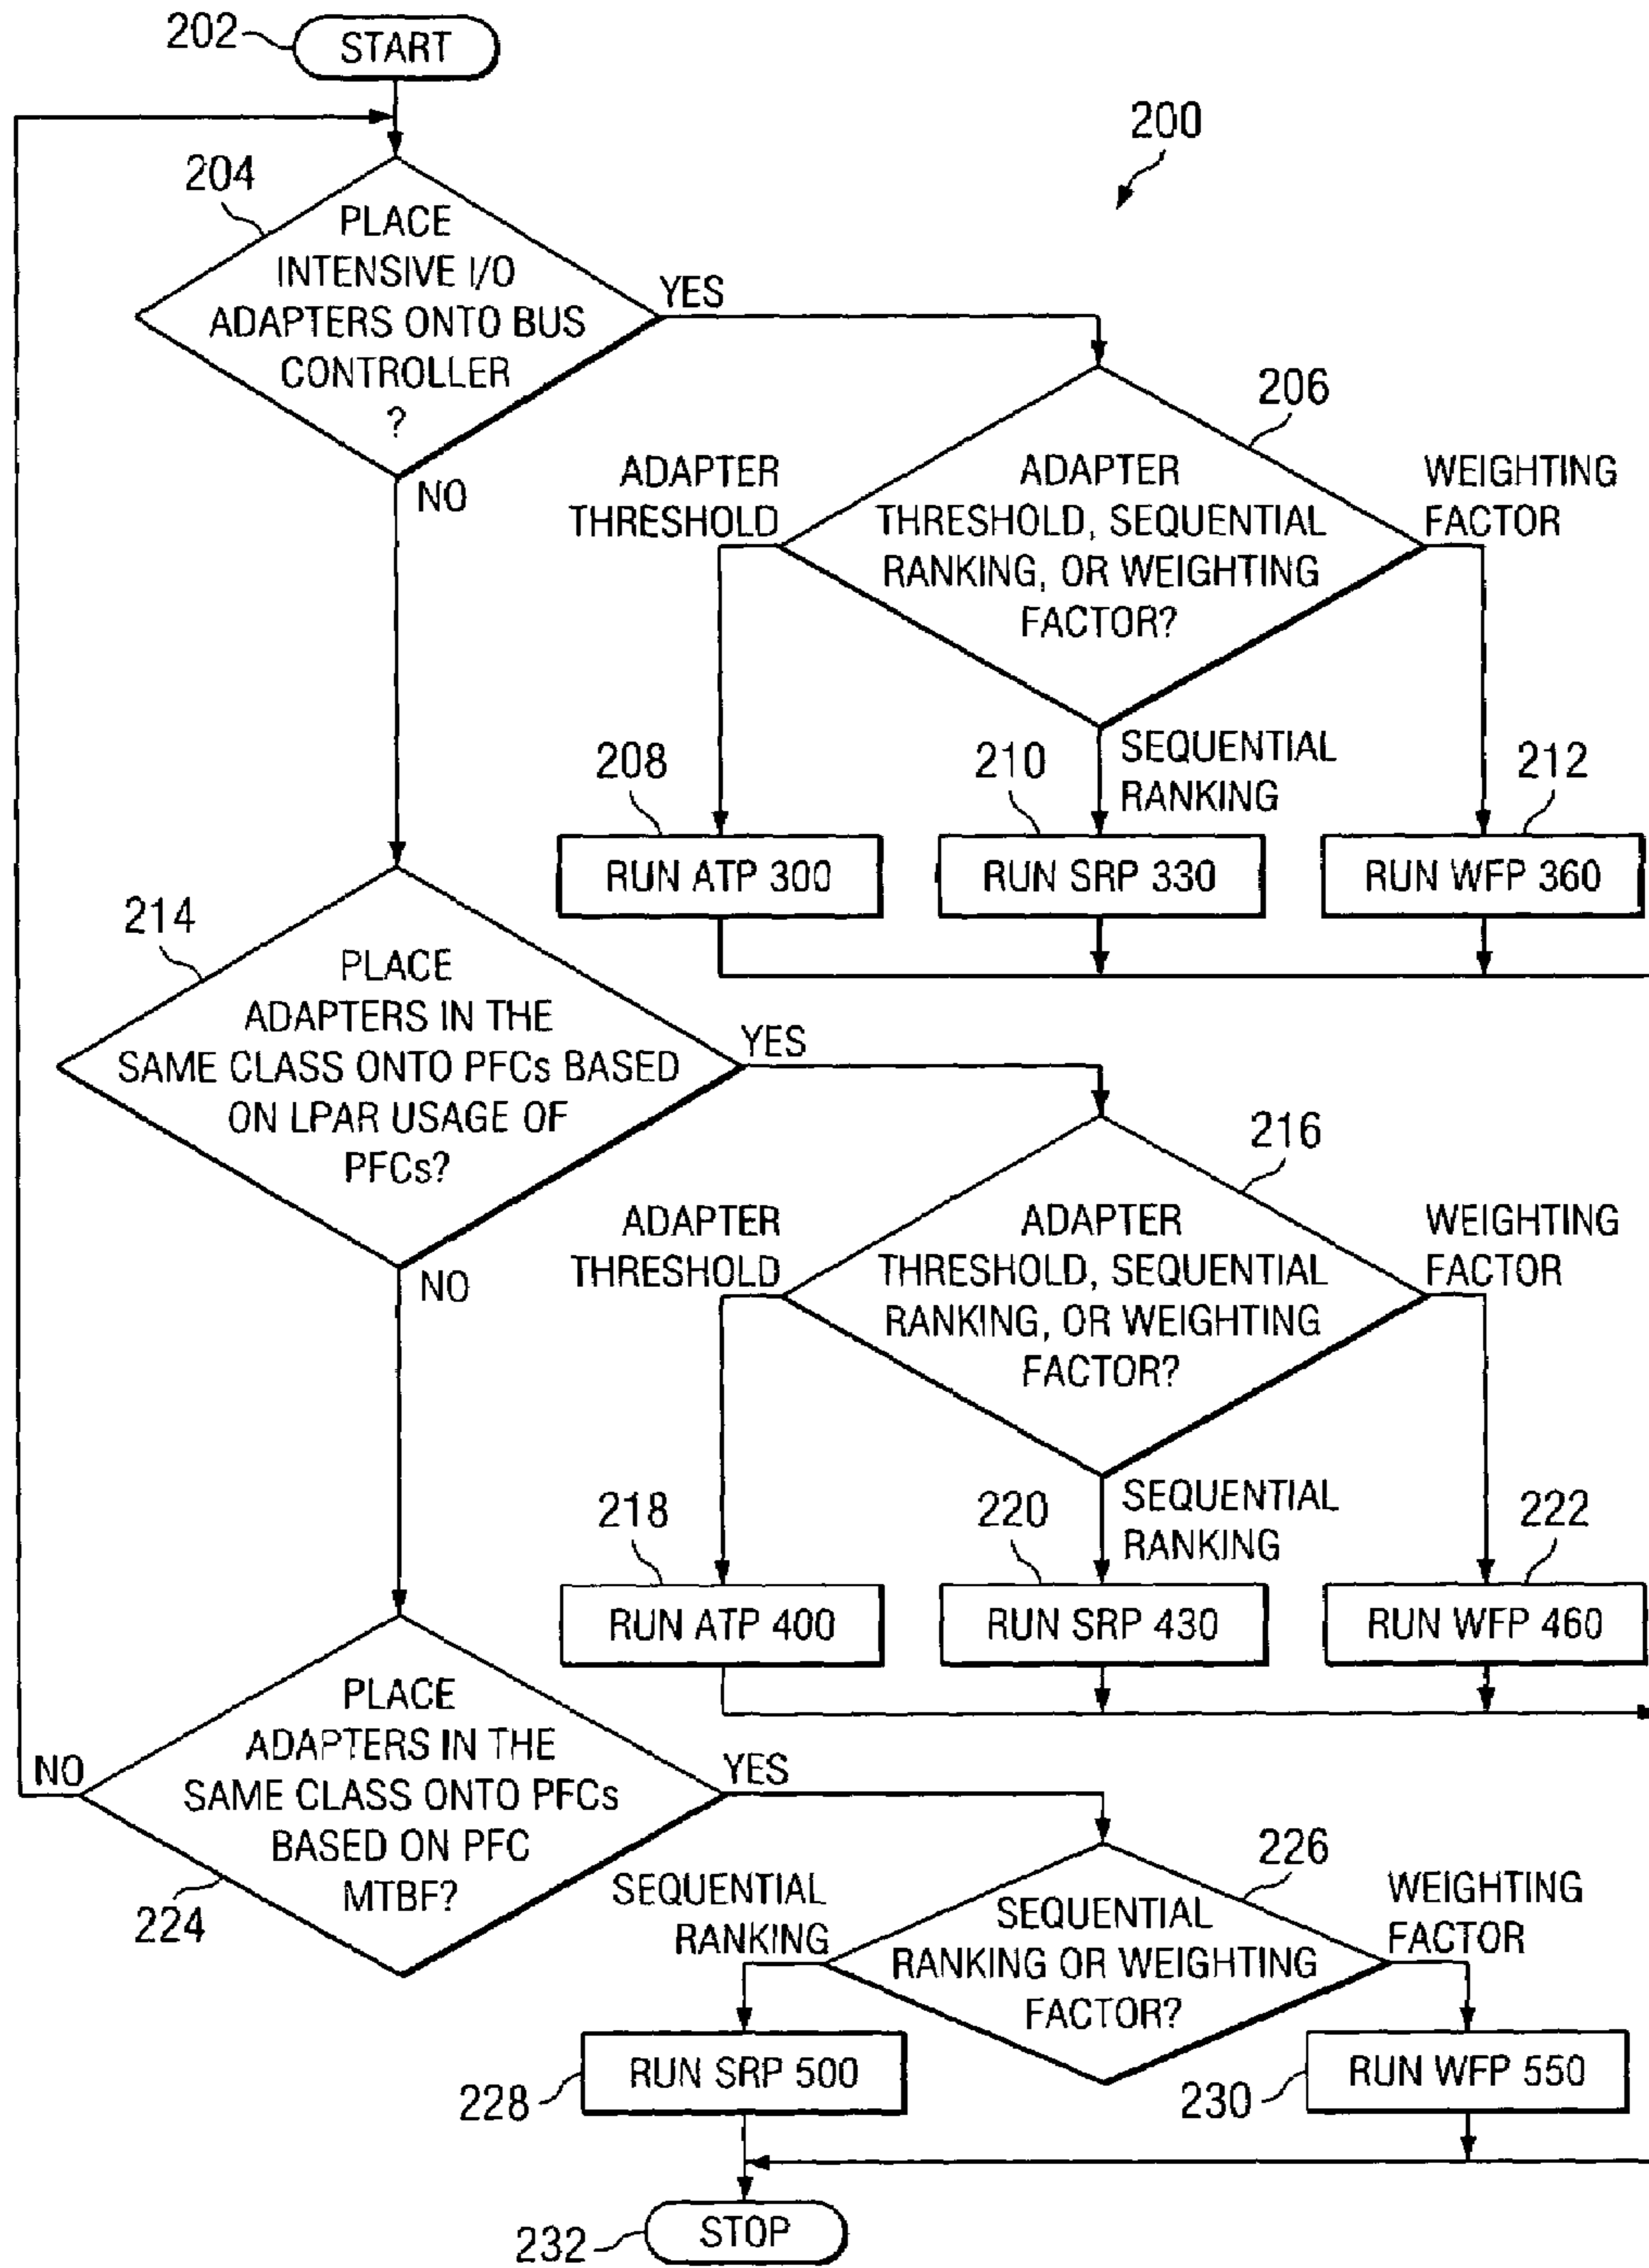 202
START
200
204
PLACE
INTENSIVE I/O
ADAPTERS ONTO BUS
CONTROLLER
?
YES
NO
206
ADAPTER
THRESHOLD
ADAPTER
THRESHOLD, SEQUENTIAL
RANKING, OR WEIGHTING
FACTOR?
WEIGHTING
FACTOR
SEQUENTIAL
RANKING
208
RUN ATP 300
210
RUN SRP 330
212
RUN WFP 360
214
PLACE
ADAPTERS IN THE
SAME CLASS ONTO PFCs BASED
ON LPAR USAGE OF
PFCs?
YES
NO
216
ADAPTER
THRESHOLD
ADAPTER
THRESHOLD, SEQUENTIAL
RANKING, OR WEIGHTING
FACTOR?
WEIGHTING
FACTOR
SEQUENTIAL
RANKING
218
RUN ATP 400
220
RUN SRP 430
222
RUN WFP 460
NO
PLACE
ADAPTERS IN THE
SAME CLASS ONTO PFCs
BASED ON PFC
MTBF?
YES
224
226
SEQUENTIAL
RANKING
SEQUENTIAL
RANKING OR WEIGHTING
FACTOR?
WEIGHTING
FACTOR
228
RUN SRP 500
230
RUN WFP 550
232
STOP